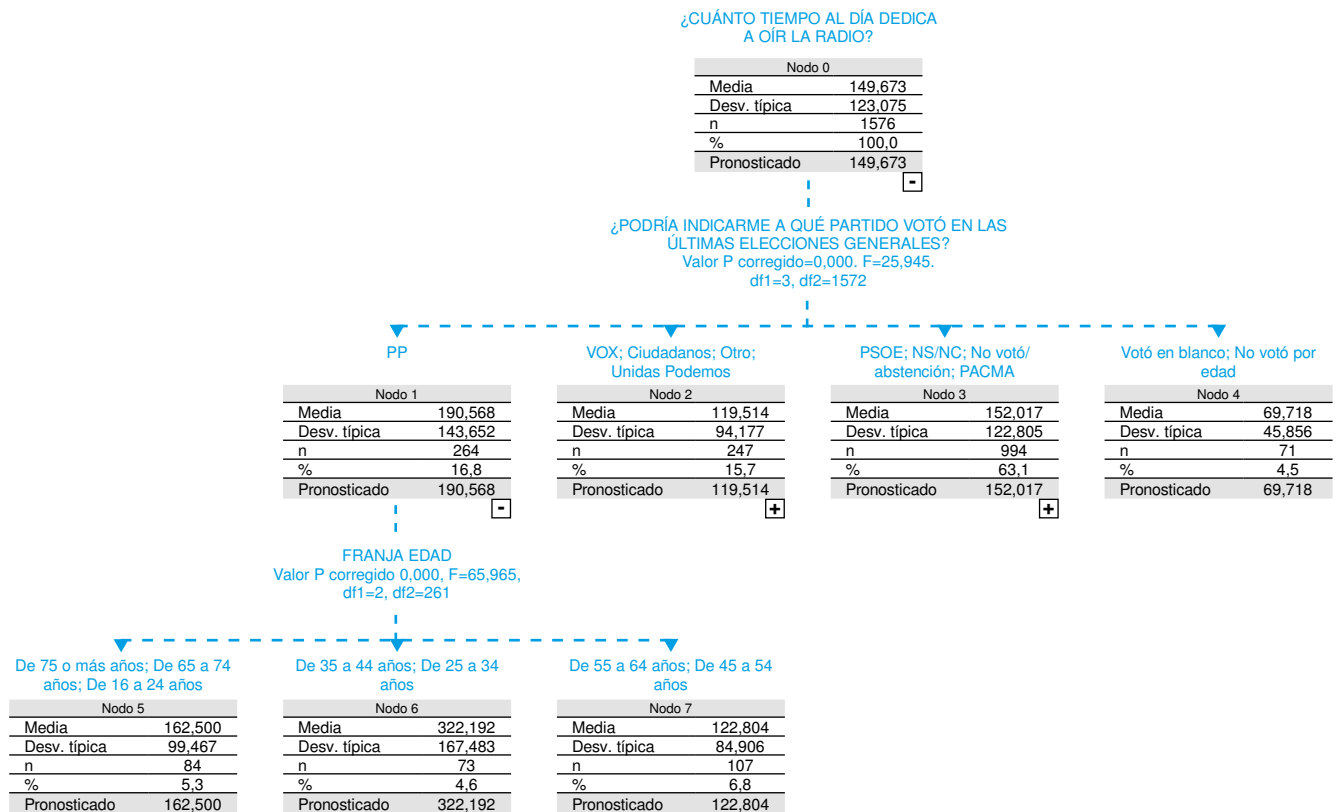 ¿CUÁNTO TIEMPO AL DÍA DEDICA
A OÍR LA RADIO?
Nodo 0
Media 149,673
Desv. típica 123,075
n 1576
% 100,0
Pronosticado 149,673
-
¿PODRÍA INDICARME A QUÉ PARTIDO VOTÓ EN LAS
ÚLTIMAS ELECCIONES GENERALES?
Valor P corregido=0,000. F=25,945.
df1=3, df2=1572
PP
Nodo 1
Media 190,568
Desv. típica 143,652
n 264
% 16,8
Pronosticado 190,568
-
VOX; Ciudadanos; Otro;
Unidas Podemos
Nodo 2
Media 119,514
Desv. típica 94,177
n 247
% 15,7
Pronosticado 119,514
+
PSOE; NS/NC; No votó/
abstención; PACMA
Nodo 3
Media 152,017
Desv. típica 122,805
n 994
% 63,1
Pronosticado 152,017
+
Votó en blanco; No votó por
edad
Nodo 4
Media 69,718
Desv. típica 45,856
n 71
% 4,5
Pronosticado 69,718
FRANJA EDAD
Valor P corregido 0,000, F=65,965,
df1=2, df2=261
De 75 o más años; De 65 a 74
años; De 16 a 24 años
Nodo 5
Media 162,500
Desv. típica 99,467
n 84
% 5,3
Pronosticado 162,500
De 35 a 44 años; De 25 a 34
años
Nodo 6
Media 322,192
Desv. típica 167,483
n 73
% 4,6
Pronosticado 322,192
De 55 a 64 años; De 45 a 54
años
Nodo 7
Media 122,804
Desv. típica 84,906
n 107
% 6,8
Pronosticado 122,804